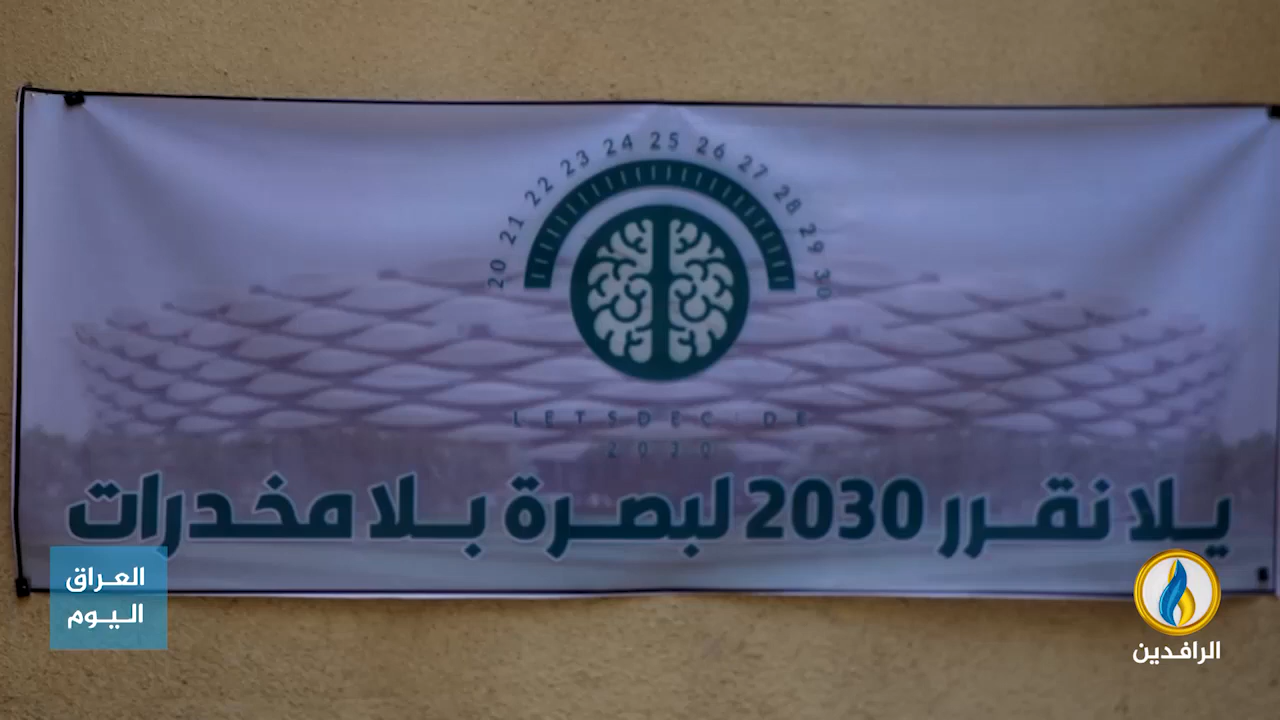 20 21 22 23 24 25 26 27 28 29 30
LETSDECIDE
2030
يلا نقرر 2030 لبصرة بلا مخدرات
العراق
اليوم
الرافدين